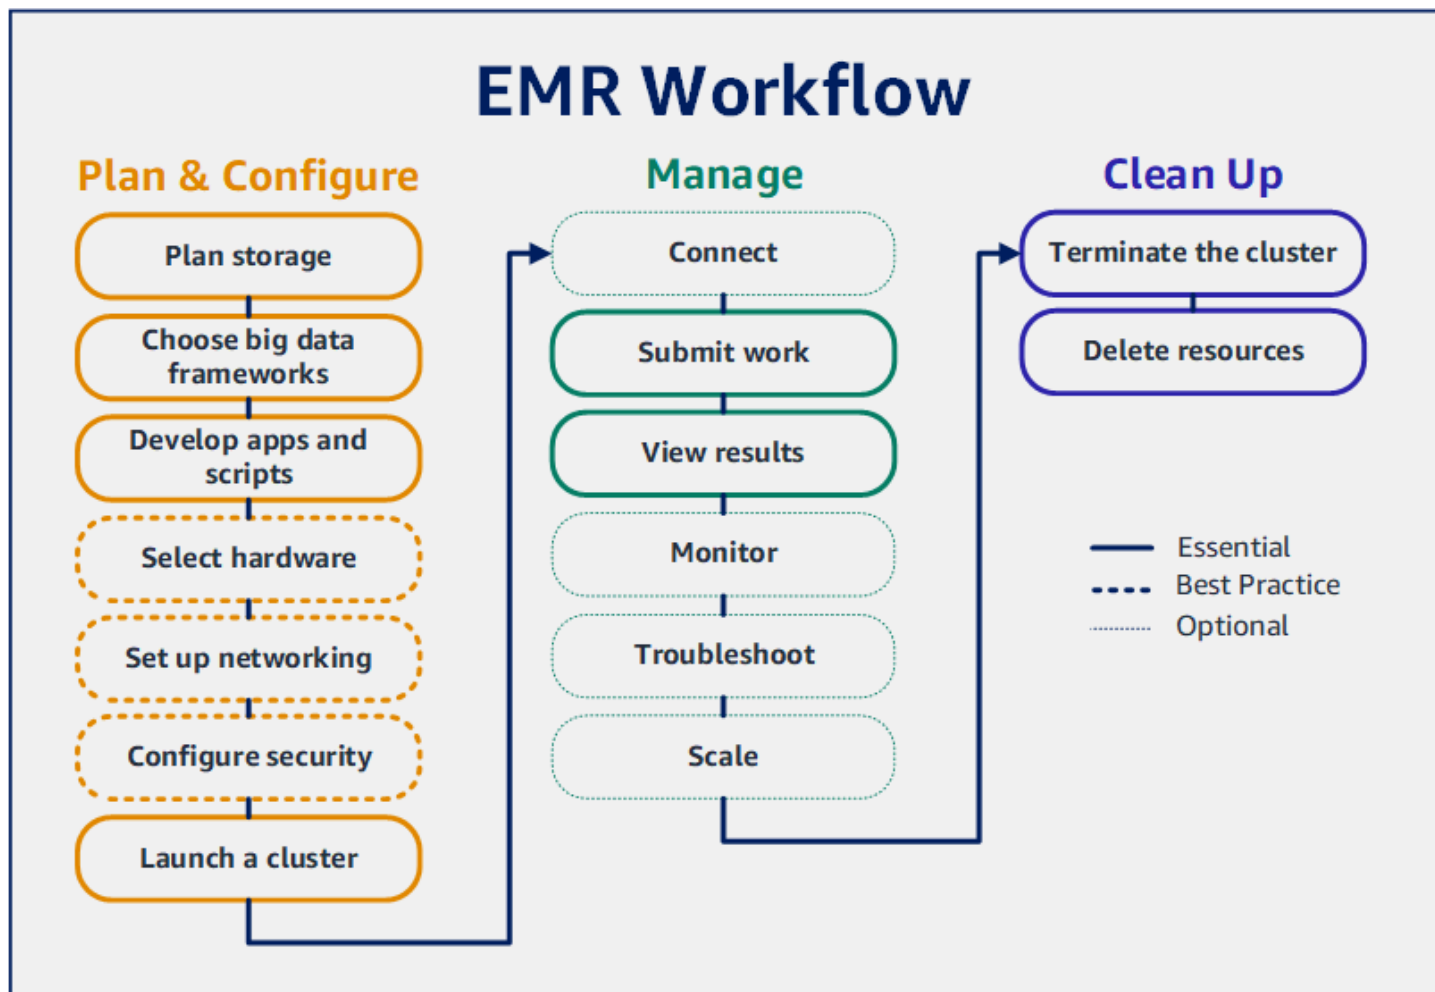 EMR Workflow
Plan & Configure
Plan storage
Choose big data
frameworks
Develop apps and
scripts
Select hardware
Set up networking
Configure security
Launch a cluster
Manage
Connect
Submit work
View results
Monitor
Troubleshoot
Scale
Clean Up
Terminate the cluster
Delete resources
Essential
Best Practice
Optional